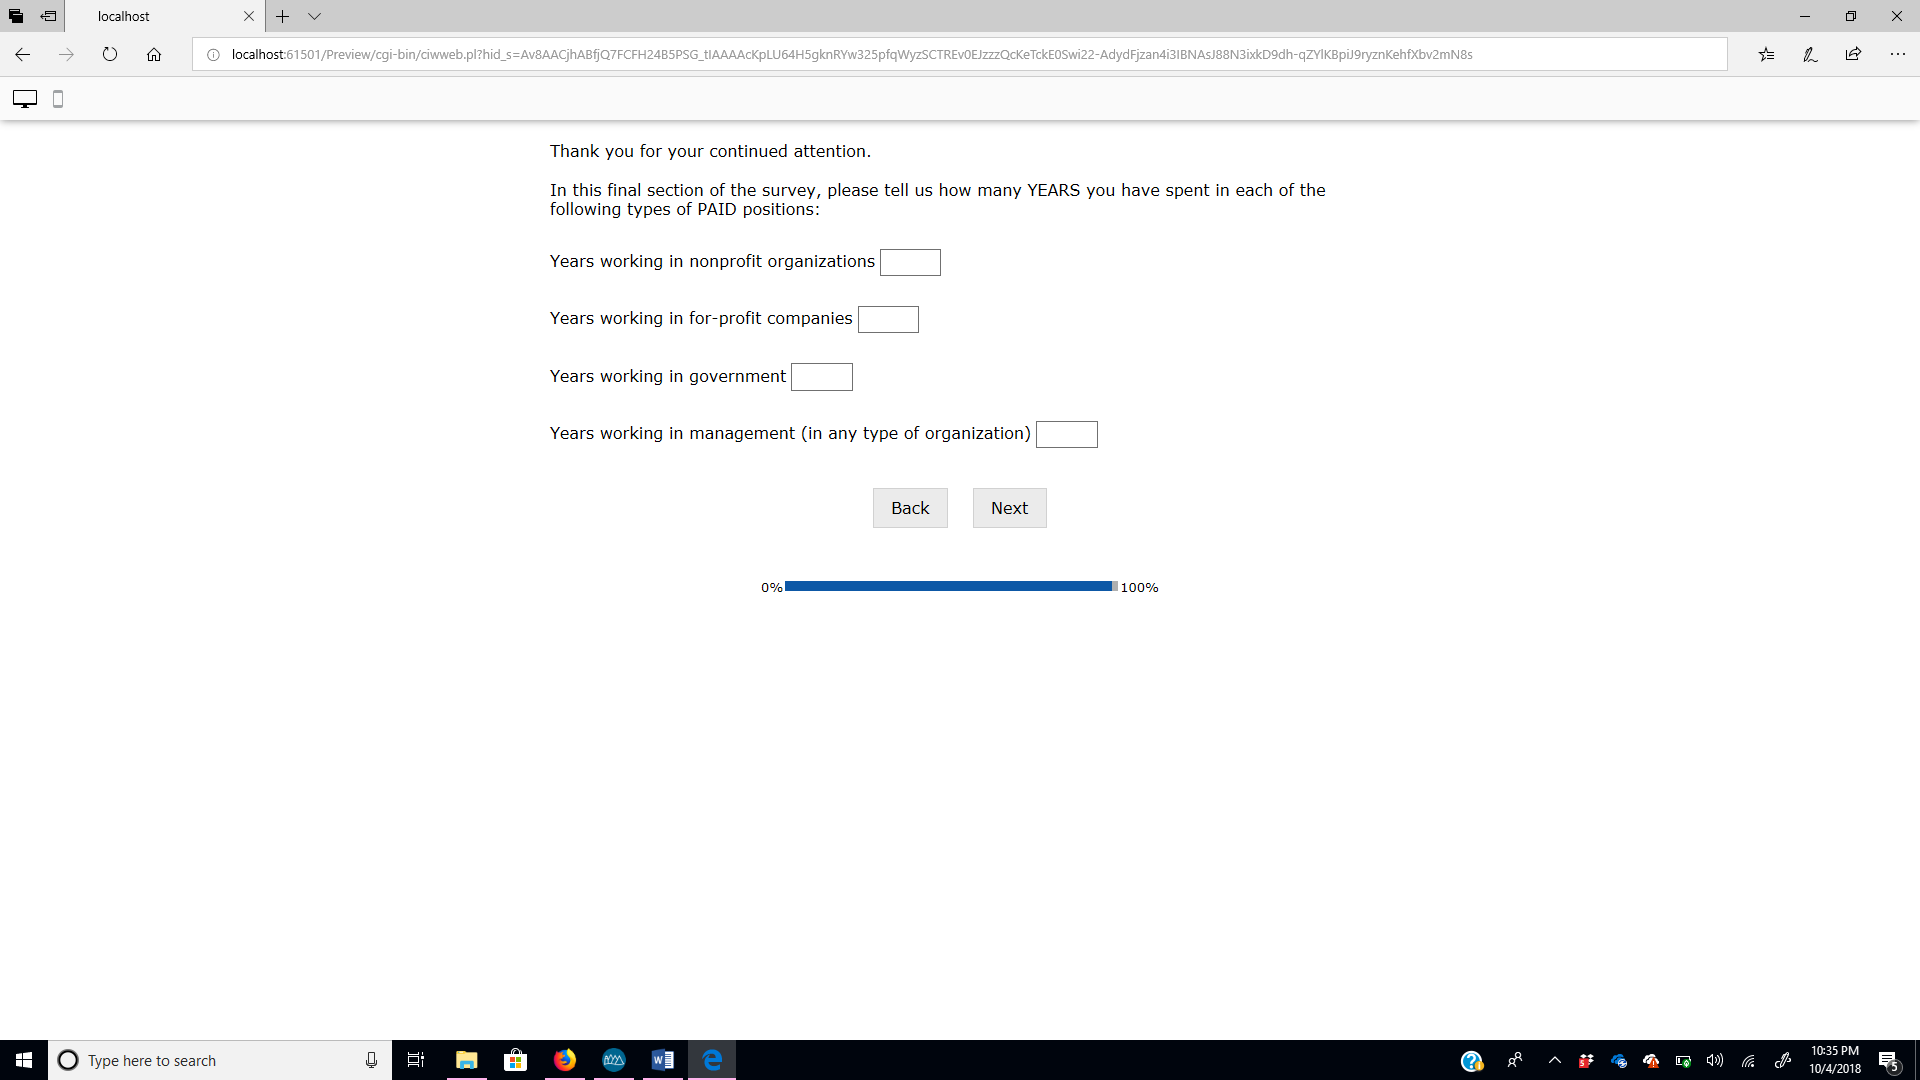 localhost
localhost:61501/Preview/cgi-bin/ciwweb.pl?hid_s=Av8AACjhABfjQ7FCFH24B5PSG_tIAAAAcKpLU64H5gknRYw325pfqWyzSCTREv0EJzzzQcKeTckE0Swi22-AdydFjzan4i3IBNAsJ88N3ixkD9dh-qZYlKBpiJ9ryznKehfXbv2mN8s
Thank you for your continued attention.
In this final section of the survey, please tell us how many YEARS you have spent in each of the
following types of PAID positions:
Years working in nonprofit organizations
Years working in for-profit companies
Years working in government
Years working in management (in any type of organization)
Back Next
0% 100%
Type here to search
10:35 PM
10/4/2018
5